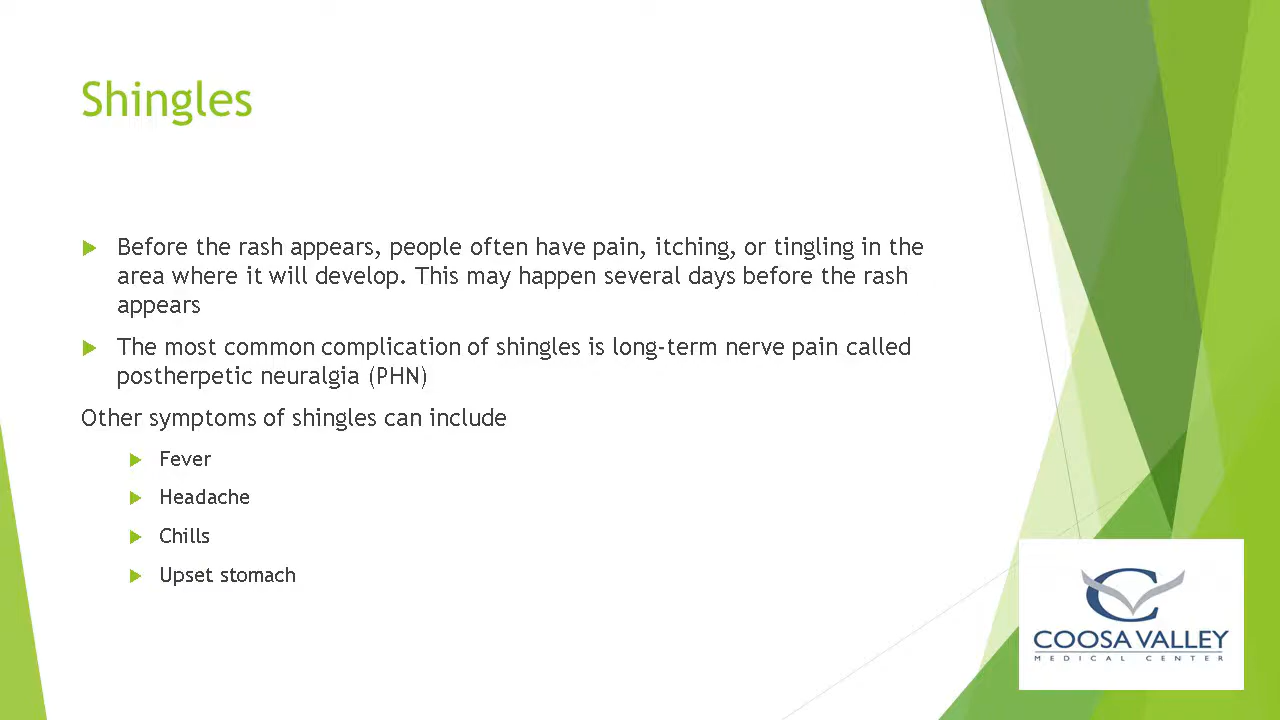 Shingles
Before the rash appears, people often have pain, itching, or tingling in the
area where it will develop. This may happen several days before the rash
appears
The most common complication of shingles is long-term nerve pain called
postherpetic neuralgia (PHN)
Other symptoms of shingles can include
Fever
Headache
Chills
Upset stomach
COOSA VALLEY
MEDICAL CENTER